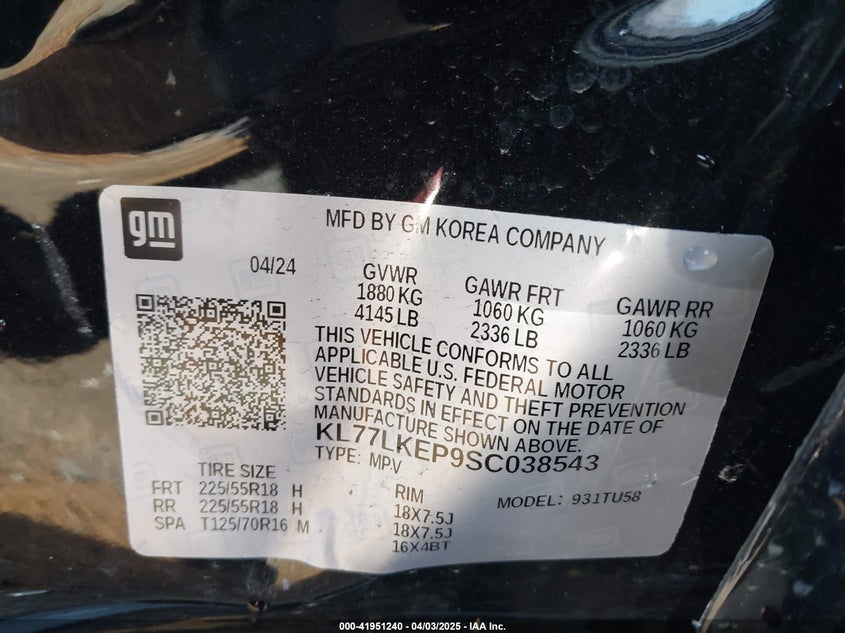 gm
MFD BY GM KOREA COMPANY
04/24
GVWR
1880 KG
4145 LB
GAWR FRT
1060 KG
2336 LB
GAWR RR
1060 KG
2336 LB
THIS VEHICLE CONFORMS TO ALL
APPLICABLE U.S. FEDERAL MOTOR
VEHICLE SAFETY AND THEFT PREVENTION
STANDARDS IN EFFECT ON THE DATE OF
MANUFACTURE SHOWN ABOVE.
KL77LKEP9SC038543
TYPE: MPV
MODEL: 931TU58
TIRE SIZE
FRT 225/55R18 H
RR 225/55R18 H
SPA T125/70R16 M
RIM
18X7.5J
18X7.5J
16X4BT
000-41951240 - 04/03/2025 - IAA Inc.